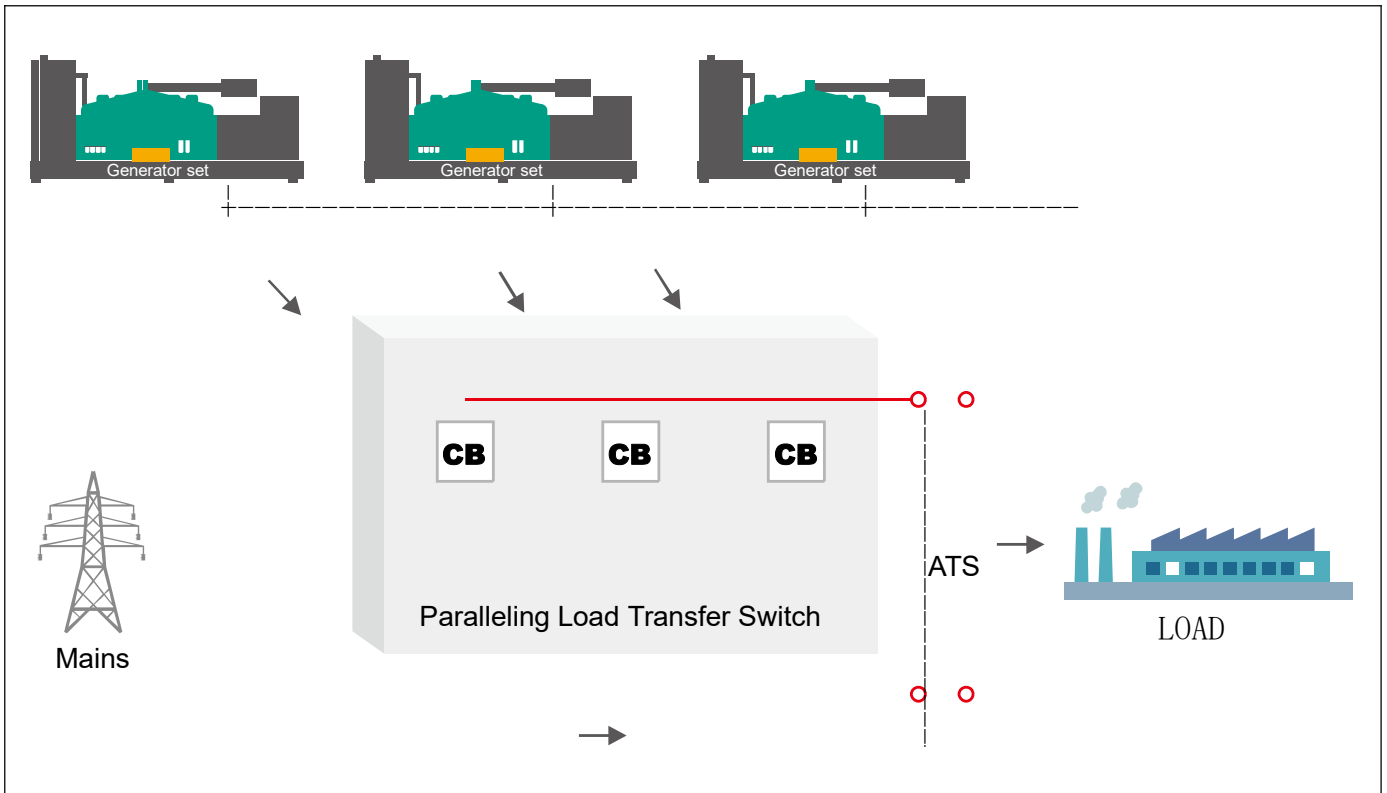 Generator set
Generator set
Generator set
CB
CB
CB
ATS
Paralleling Load Transfer Switch
LOAD
Mains